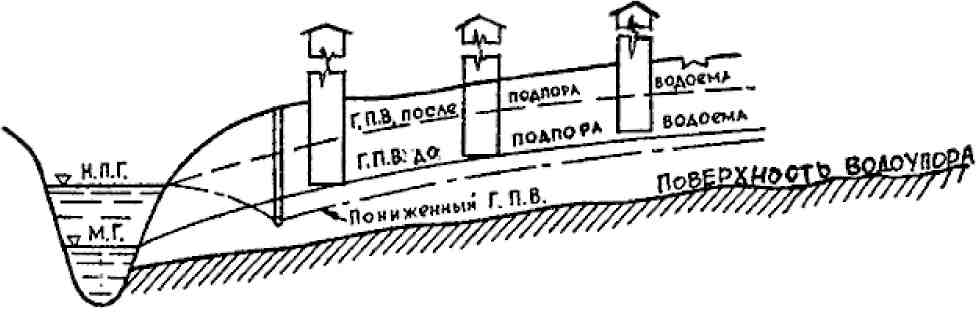 Г.П.В. после подпора водоема
Г.П.В. до подпора водоема
Н.П.Г.
Поверхность водоупора
Пониженный Г.П.В.
М.Г.